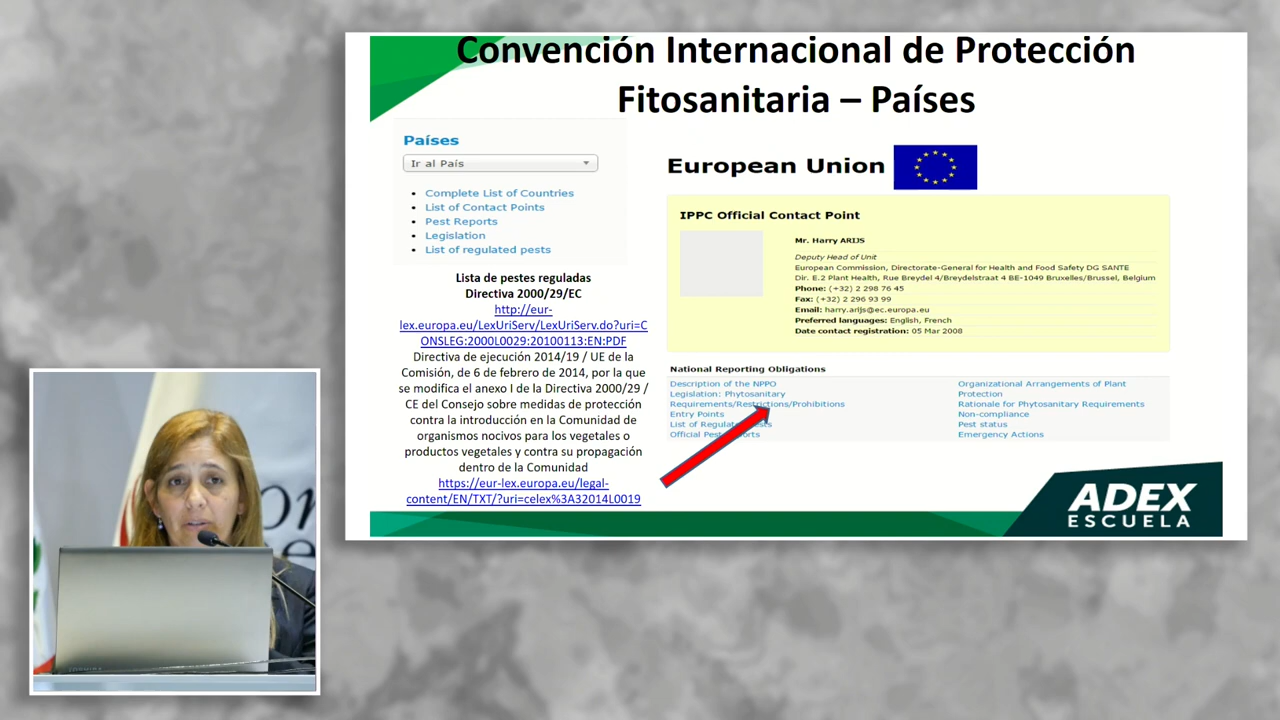 Convención Internacional de Protección
Fitosanitaria – Países
Países
Ir al País
Complete List of Countries
List of Contact Points
Pest Reports
Legislation
List of regulated pests
Lista de pestes reguladas
Directiva 2000/29/EC
http://eur-
lex.europa.eu/LexUriServ/LexUriServ.do?uri=C
ONSLEG:2000L0029:20100113:EN:PDF
Directiva de ejecución 2014/19 / UE de la
Comisión, de 6 de febrero de 2014, por la que
se modifica el anexo I de la Directiva 2000/29 /
CE del Consejo sobre medidas de protección
contra la introducción en la Comunidad de
organismos nocivos para los vegetales o
productos vegetales y contra su propagación
dentro de la Comunidad
https://eur-lex.europa.eu/legal-
content/EN/TXT/?uri=celex%3A32014L0019
European Union
IPPC Official Contact Point
Mr. Harry ARIJS
Deputy Head of Unit
European Commission, Directorate-General for Health and Food Safety DG SANTE
Dir. E.2 Plant Health, Rue Breydel 4/Breydelstraat 4 BE-1049 Bruxelles/Brussel, Belgium
Phone: (+32) 2 298 76 45
Fax: (+32) 2 296 93 99
Email: harry.arijs@ec.europa.eu
Preferred languages: English, French
Date contact registration: 05 Mar 2008
National Reporting Obligations
Description of the NPPO
Legislation: Phytosanitary
Requirements/Restrictions/Prohibitions
Entry Points
List of
Official
Organizational Arrangements of Plant
Protection
Rationale for Phytosanitary Requirements
Non-compliance
Pest status
Emergency Actions
ADEX
ESCUELA